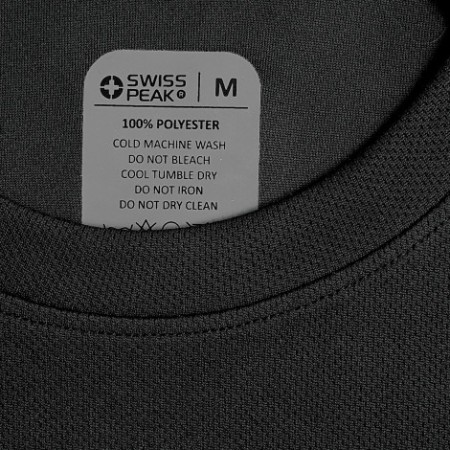 SWISS
PEAK® M
100% POLYESTER
COLD MACHINE WASH
DO NOT BLEACH
COOL TUMBLE DRY
DO NOT IRON
DO NOT DRY CLEAN